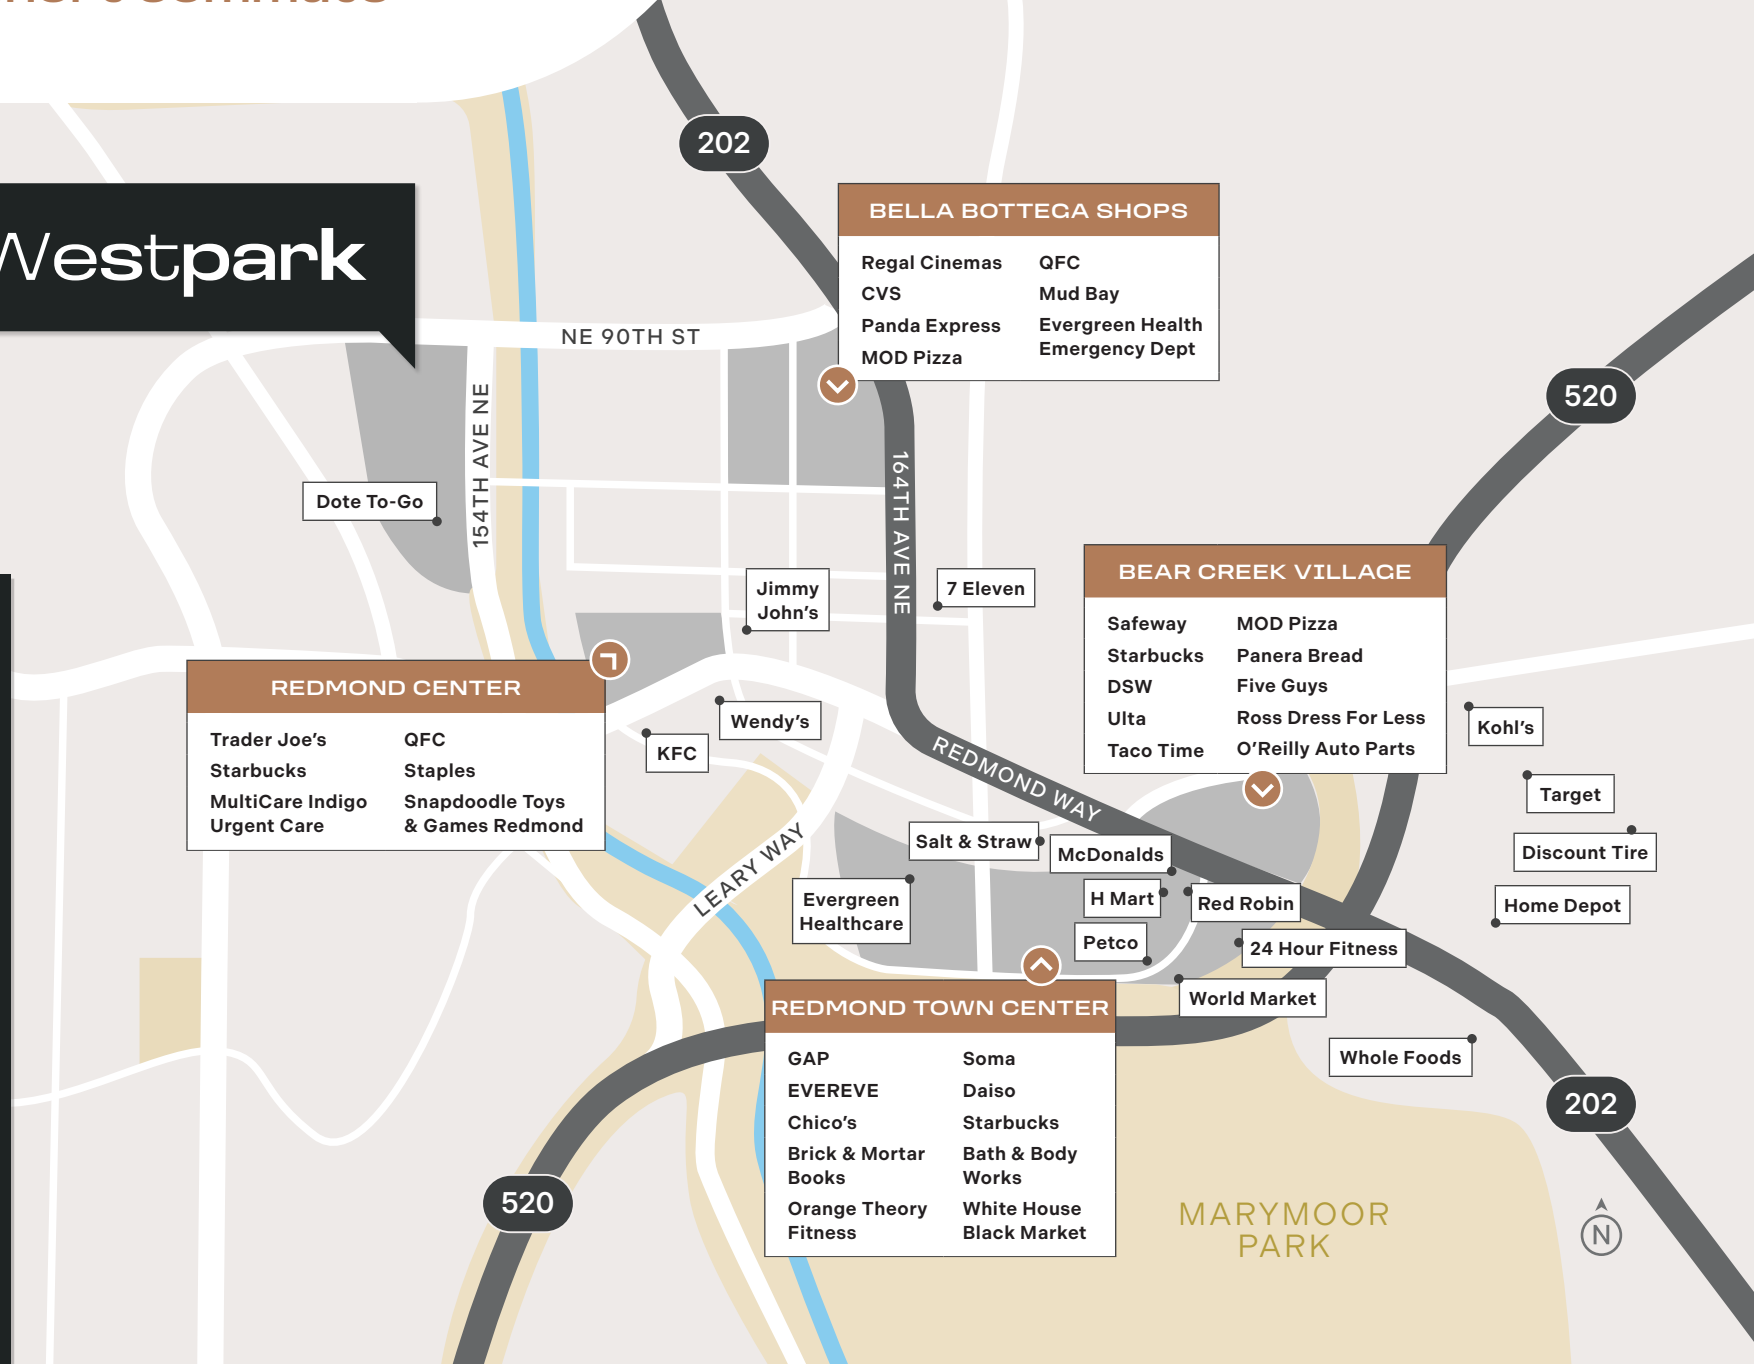 202
BELLA BOTTEGA SHOPS
Regal Cinemas
CVS
Panda Express
MOD Pizza
QFC
Mud Bay
Evergreen Health
Emergency Dept
Westpark
NE 90TH ST
154TH AVE NE
164TH AVE NE
520
Dote To-Go
Jimmy
John's
7 Eleven
BEAR CREEK VILLAGE
Safeway
Starbucks
DSW
Ulta
Taco Time
MOD Pizza
Panera Bread
Five Guys
Ross Dress For Less
O'Reilly Auto Parts
REDMOND CENTER
Trader Joe's
Starbucks
MultiCare Indigo
Urgent Care
QFC
Staples
Snapdoodle Toys
& Games Redmond
Wendy's
KFC
REDMOND WAY
LEARY WAY
Kohl's
Target
Discount Tire
Home Depot
Salt & Straw
McDonalds
H Mart
Red Robin
Evergreen
Healthcare
Petco
24 Hour Fitness
World Market
Whole Foods
REDMOND TOWN CENTER
GAP
EVEREVE
Chico's
Brick & Mortar
Books
Orange Theory
Fitness
Soma
Daiso
Starbucks
Bath & Body
Works
White House
Black Market
202
520
MARYMOOR
PARK
N